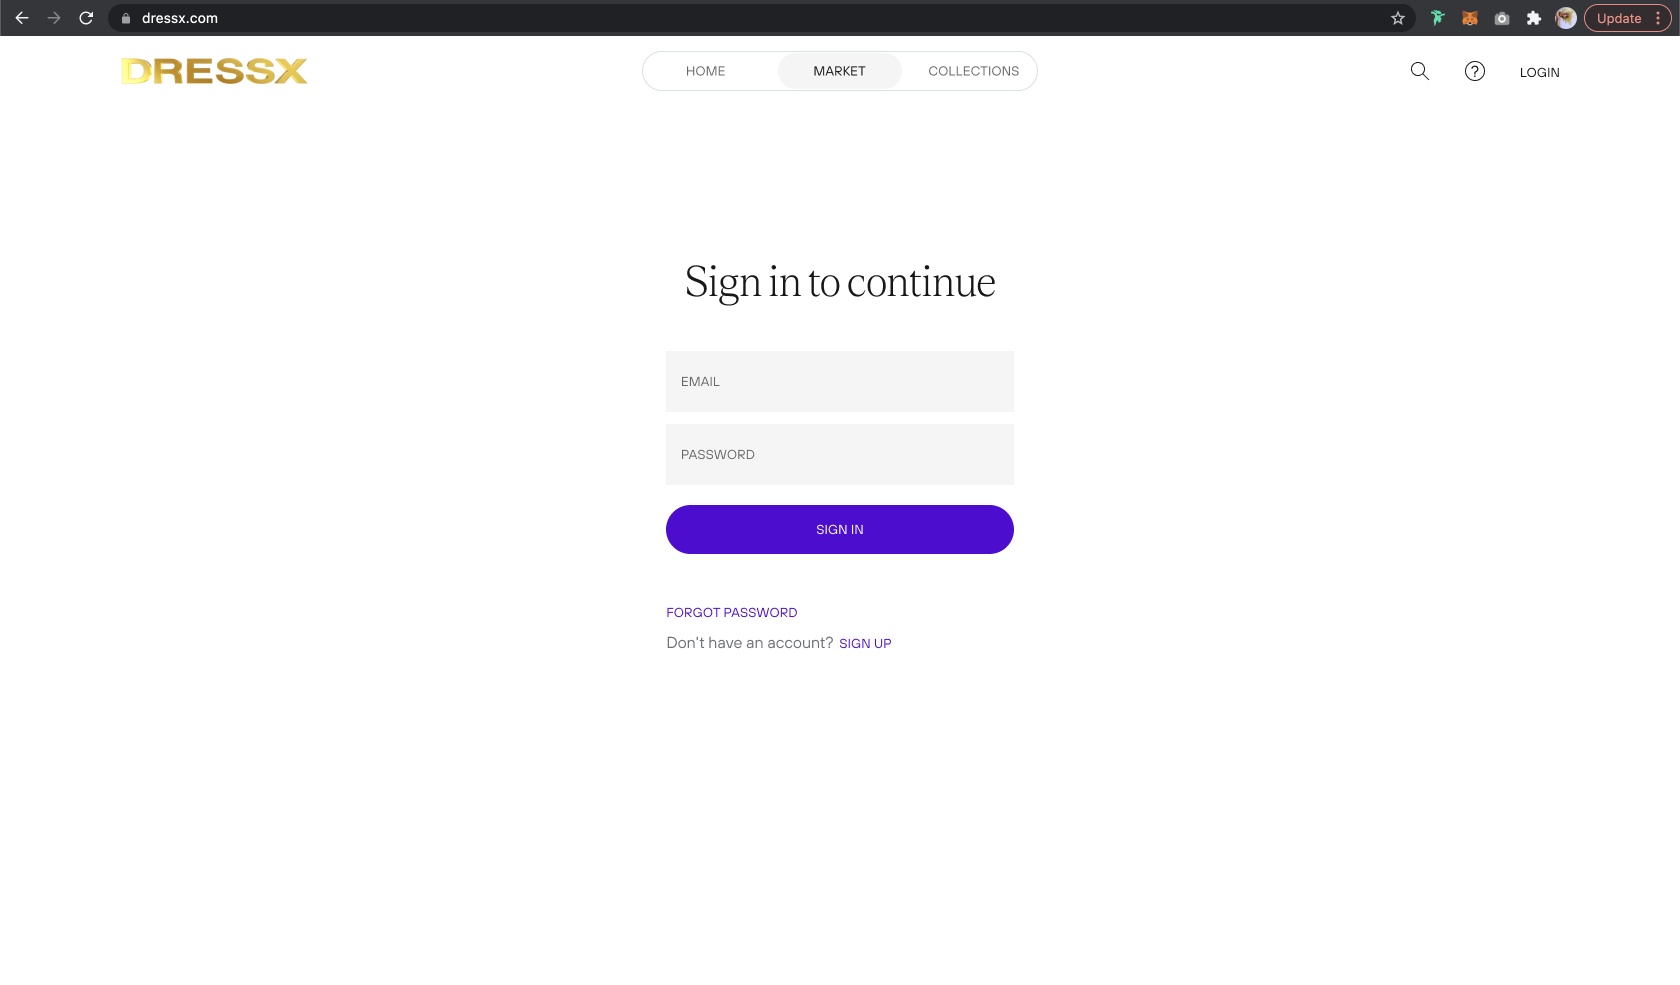 dressx.com
Update
DRESSX
HOME
MARKET
COLLECTIONS
LOGIN
Sign in to continue
EMAIL
PASSWORD
SIGN IN
FORGOT PASSWORD
Don't have an account? SIGN UP